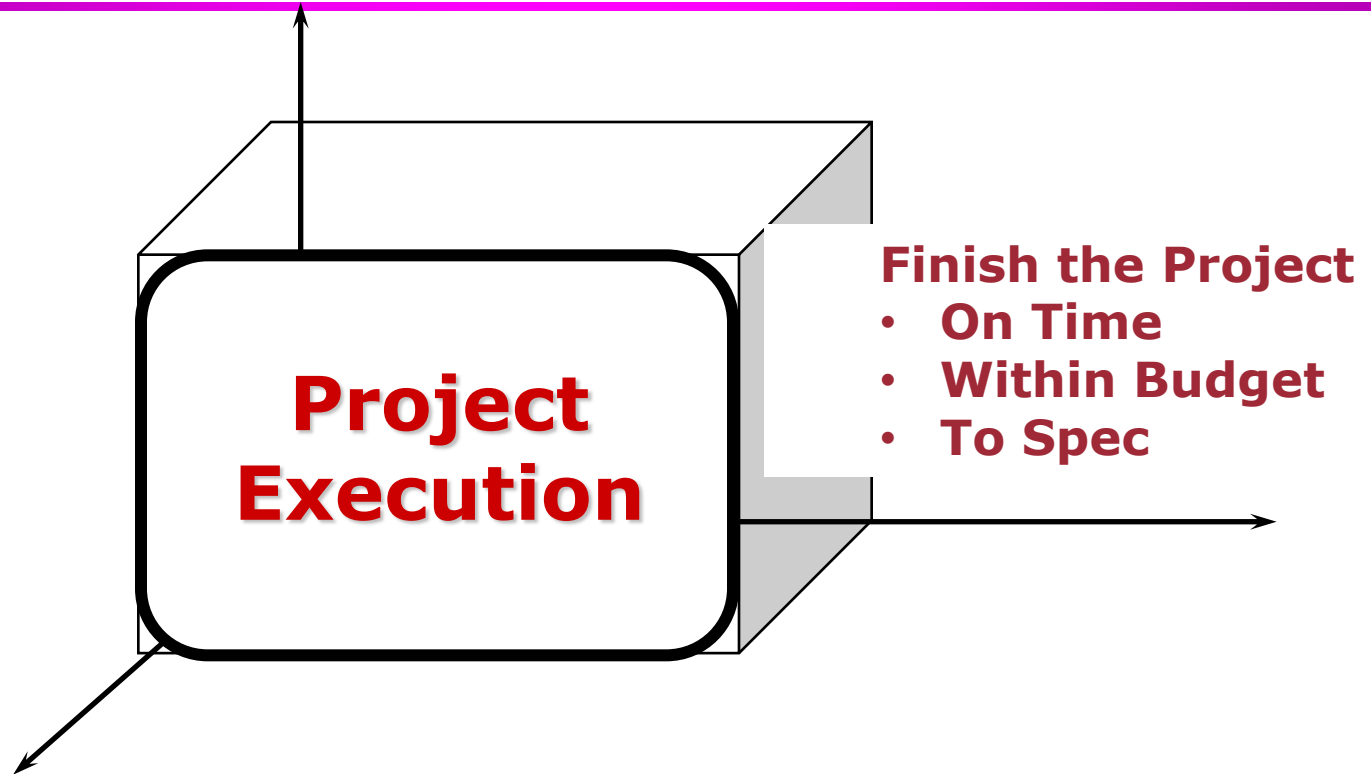 Project
Execution
Finish the Project
• On Time
• Within Budget
• To Spec